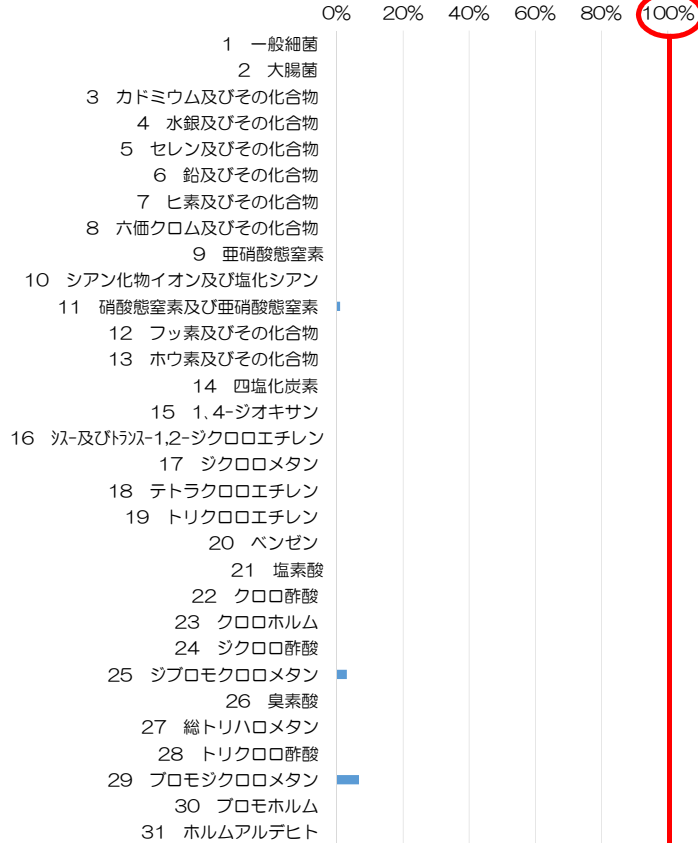 0% 20% 40% 60% 80% 100%
1 一般細菌
2 大腸菌
3 カドミウム及びその化合物
4 水銀及びその化合物
5 セレン及びその化合物
6 鉛及びその化合物
7 ヒ素及びその化合物
8 六価クロム及びその化合物
9 亜硝酸態窒素
10 シアン化物イオン及び塩化シアン
11 硝酸態窒素及び亜硝酸態窒素
12 フッ素及びその化合物
13 ホウ素及びその化合物
14 四塩化炭素
15 1、4-ジオキサン
16 ｼｽ-及びﾄﾗﾝｽ-1,2-ジクロロエチレン
17 ジクロロメタン
18 テトラクロロエチレン
19 トリクロロエチレン
20 ベンゼン
21 塩素酸
22 クロロ酢酸
23 クロロホルム
24 ジクロロ酢酸
25 ジブロモクロロメタン
26 臭素酸
27 総トリハロメタン
28 トリクロロ酢酸
29 ブロモジクロロメタン
30 ブロモホルム
31 ホルムアルデヒト